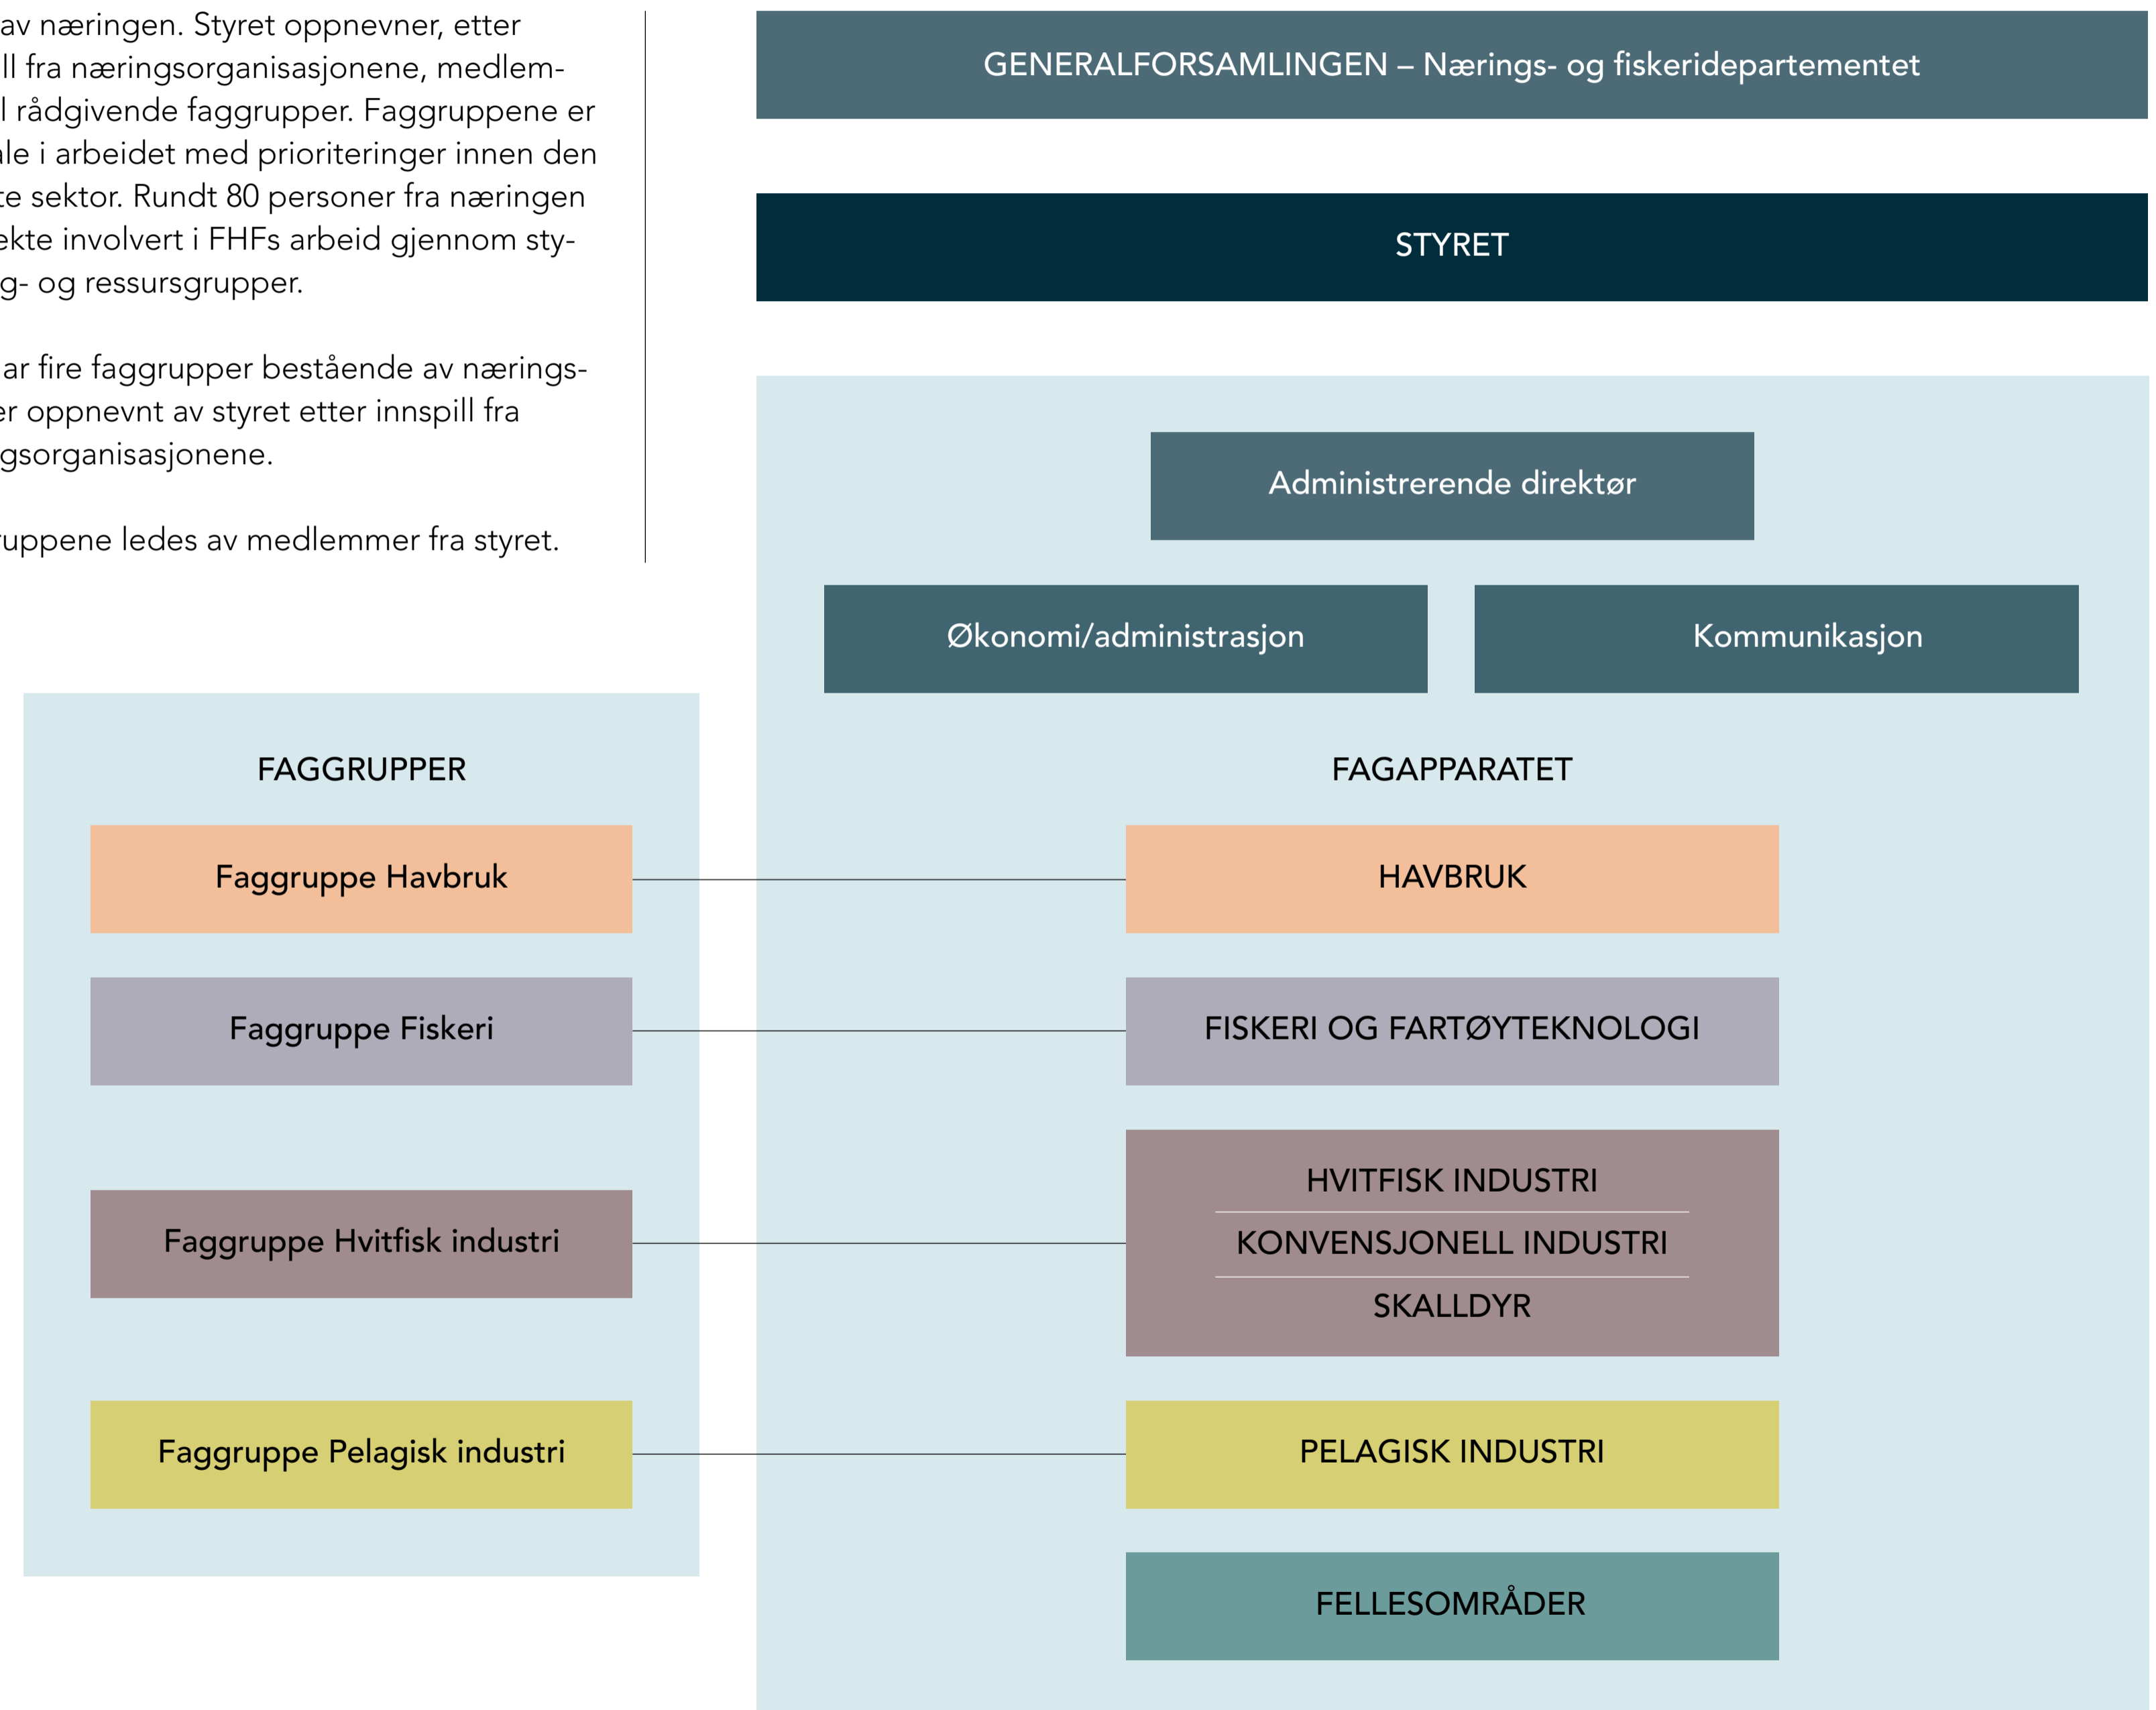 av næringen. Styret oppnevner, etter
ll fra næringsorganisasjonene, medlem-
l rådgivende faggrupper. Faggruppene er
ale i arbeidet med prioriteringer innen den
te sektor. Rundt 80 personer fra næringen
ekte involvert i FHFs arbeid gjennom sty-
g- og ressursgrupper.
ar fire faggrupper bestående av nærings-
er oppnevnt av styret etter innspill fra
gsorganisasjonene.
ruppene ledes av medlemmer fra styret.
GENERALFORSAMLINGEN – Nærings- og fiskeridepartementet
STYRET
Administrerende direktør
Økonomi/administrasjon
Kommunikasjon
FAGGRUPPER
Faggruppe Havbruk
Faggruppe Fiskeri
Faggruppe Hvitfisk industri
Faggruppe Pelagisk industri
FAGAPPARATET
HAVBRUK
FISKERI OG FARTØYTEKNOLOGI
HVITFISK INDUSTRI
KONVENSJONELL INDUSTRI
SKALLDYR
PELAGISK INDUSTRI
FELLESOMRÅDER